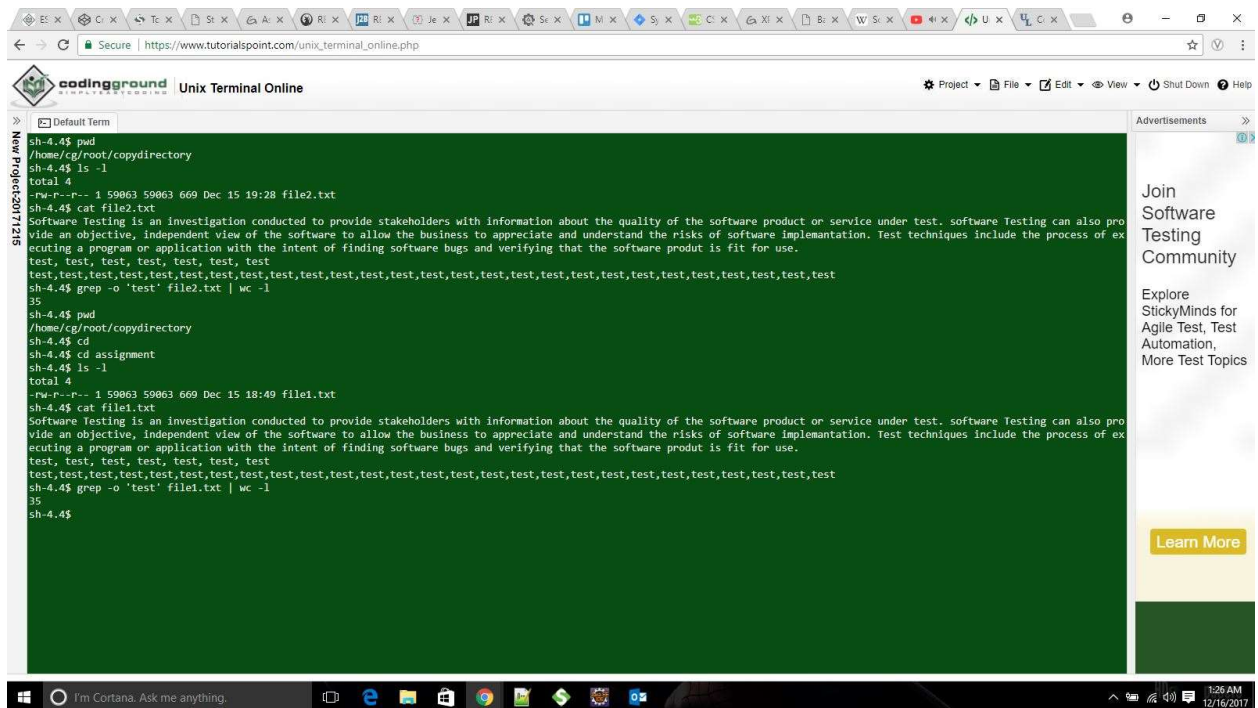 Secure | https://www.tutorialspoint.com/unix_terminal_online.php
codingground Unix Terminal Online
SIMPLYEASYCODING
Project File Edit View Shut Down Help
Default Term
Advertisements
New Project-20171215
sh-4.4$ pwd
/home/cg/root/copydirectory
sh-4.4$ ls -l
total 4
-rw-r--r-- 1 59063 59063 669 Dec 15 19:28 file2.txt
sh-4.4$ cat file2.txt
Software Testing is an investigation conducted to provide stakeholders with information about the quality of the software product or service under test. software Testing can also pro
vide an objective, independent view of the software to allow the business to appreciate and understand the risks of software implemantation. Test techniques include the process of ex
ecuting a program or application with the intent of finding software bugs and verifying that the software produt is fit for use.
test, test, test, test, test, test, test
test,test,test,test,test,test,test,test,test,test,test,test,test,test,test,test,test,test,test,test,test,test,test,test,test,test,test
sh-4.4$ grep -o 'test' file2.txt | wc -l
35
sh-4.4$ pwd
/home/cg/root/copydirectory
sh-4.4$ cd
sh-4.4$ cd assignment
sh-4.4$ ls -l
total 4
-rw-r--r-- 1 59063 59063 669 Dec 15 18:49 file1.txt
sh-4.4$ cat file1.txt
Software Testing is an investigation conducted to provide stakeholders with information about the quality of the software product or service under test. software Testing can also pro
vide an objective, independent view of the software to allow the business to appreciate and understand the risks of software implemantation. Test techniques include the process of ex
ecuting a program or application with the intent of finding software bugs and verifying that the software produt is fit for use.
test, test, test, test, test, test, test
test,test,test,test,test,test,test,test,test,test,test,test,test,test,test,test,test,test,test,test,test,test,test,test,test,test,test
sh-4.4$ grep -o 'test' file1.txt | wc -l
35
sh-4.4$
Join
Software
Testing
Community
Explore
StickyMinds for
Agile Test, Test
Automation,
More Test Topics
Learn More
I'm Cortana. Ask me anything.
1:26 AM
12/16/2017